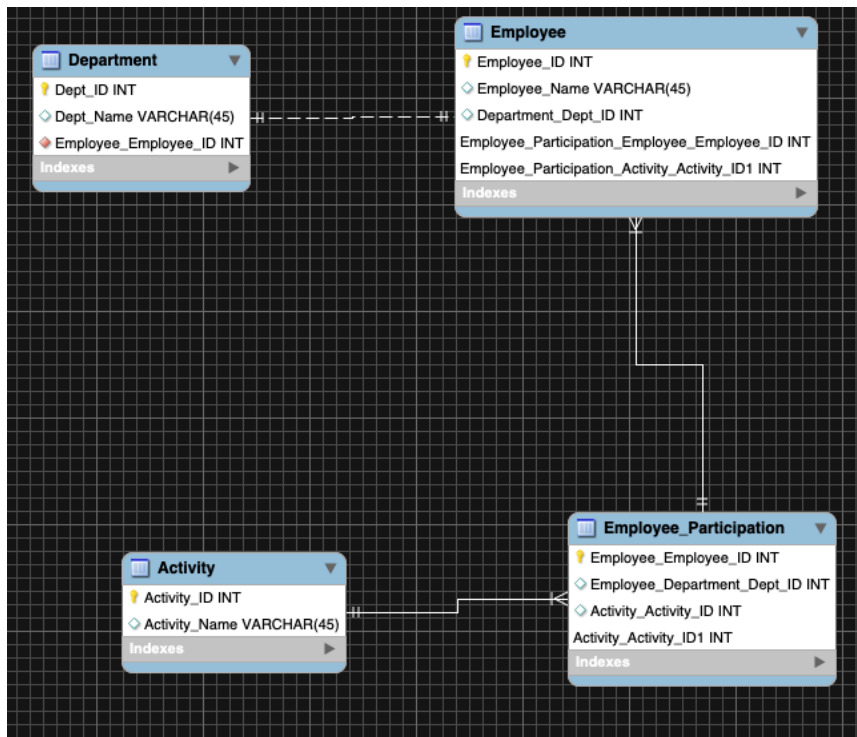 Department
Dept_ID INT
Dept_Name VARCHAR(45)
Employee_Employee_ID INT
Indexes
Employee
Employee_ID INT
Employee_Name VARCHAR(45)
Department_Dept_ID INT
Employee_Participation_Employee_Employee_ID INT
Employee_Participation_Activity_Activity_ID1 INT
Indexes
Activity
Activity_ID INT
Activity_Name VARCHAR(45)
Indexes
Employee_Participation
Employee_Employee_ID INT
Employee_Department_Dept_ID INT
Activity_Activity_ID INT
Activity_Activity_ID1 INT
Indexes